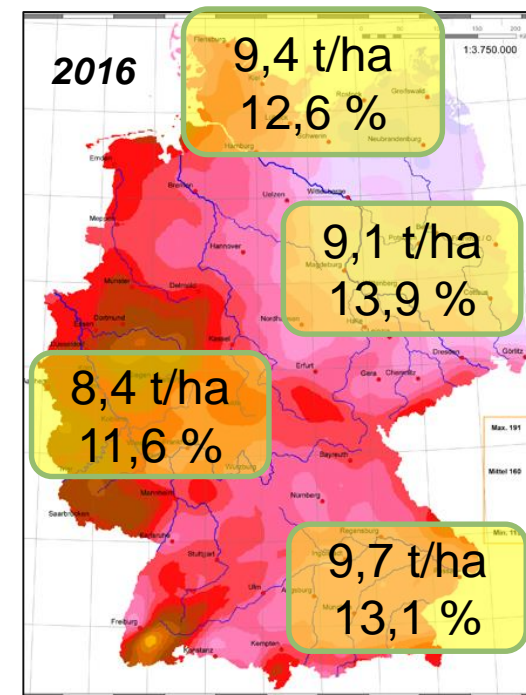 2016
9,4 t/ha
12,6 %
200
1:3.750.000
Flensburg
Kiel
Rostock
Greifswald
Schwerin
Neubrandenburg
Hamburg
Emden
Bremen
Uelzen
Wittenberge
Meppen
Hannover
9,1 t/ha
13,9 %
Magdeburg
Cottbus
Münster
Detmold
Nordhausen
Halle
Dortmund
Essen
Düsseldorf
Kassel
Görlitz
Dresden
Erfurt
Gera
Chemnitz
8,4 t/ha
11,6 %
Max. 191
Mittel 160
Würzburg
Bayreuth
Mannheim
Nürnberg
Saarbrücken
Karlsruhe
Regensburg
Stuttgart
9,7 t/ha
13,1 %
Ulm
Augsburg
Freiburg
Konstanz
Kempten